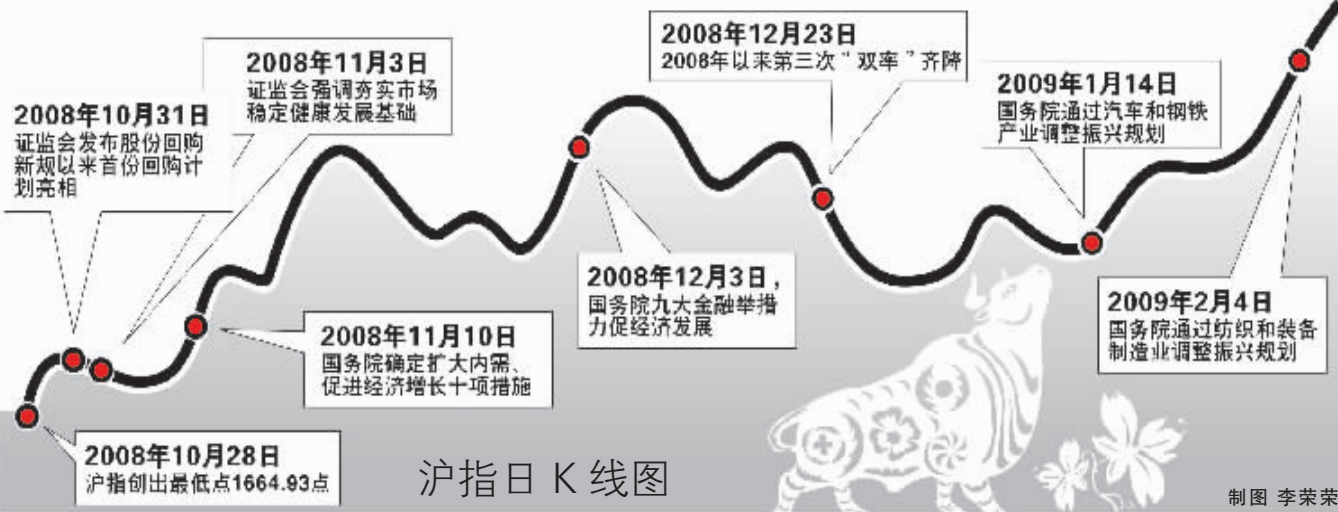 2008年10月31日
证监会发布股份回购
新规以来首份回购计
划亮相
2008年11月3日
证监会强调夯实市场
稳定健康发展基础
2008年12月23日
2008年以来第三次“双率”齐降
2009年1月14日
国务院通过汽车和钢铁
产业调整振兴规划
2008年12月3日，
国务院九大金融举措
力促经济发展
2009年2月4日
国务院通过纺织和装备
制造业调整振兴规划
2008年11月10日
国务院确定扩大内需、
促进经济增长十项措施
2008年10月28日
沪指创出最低点1664.93点
沪指日 K 线图
制图 李荣荣